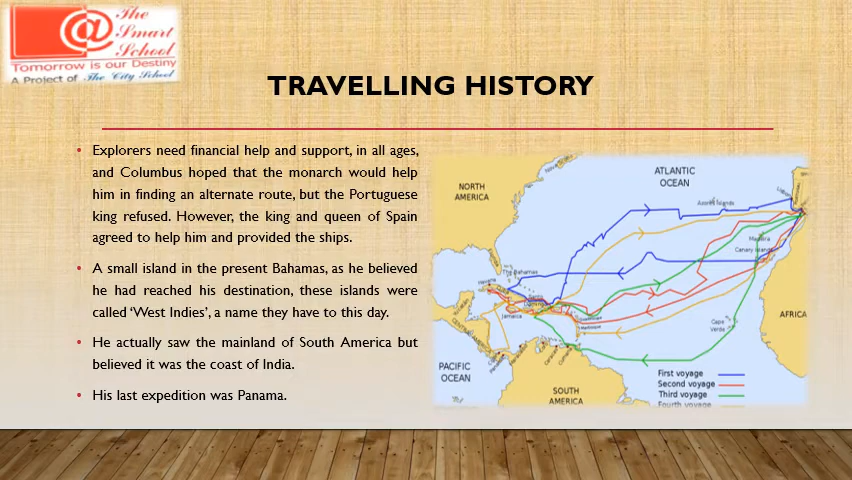 The
Smart
School
Tomorrow is our Destiny
A Project of The City School
TRAVELLING HISTORY
• Explorers need financial help and support, in all ages,
and Columbus hoped that the monarch would help
him in finding an alternate route, but the Portuguese
king refused. However, the king and queen of Spain
agreed to help him and provided the ships.
• A small island in the present Bahamas, as he believed
he had reached his destination, these islands were
called ‘West Indies’, a name they have to this day.
• He actually saw the mainland of South America but
believed it was the coast of India.
• His last expedition was Panama.
NORTH
AMERICA
ATLANTIC
OCEAN
Lisbon
Azores Islands
Madeira
Canary Islands
The Bahamas
Havana
Jamaica
AFRICA
Cape
Verde
PACIFIC
OCEAN
SOUTH
AMERICA
First voyage
Second voyage
Third voyage
Fourth voyage